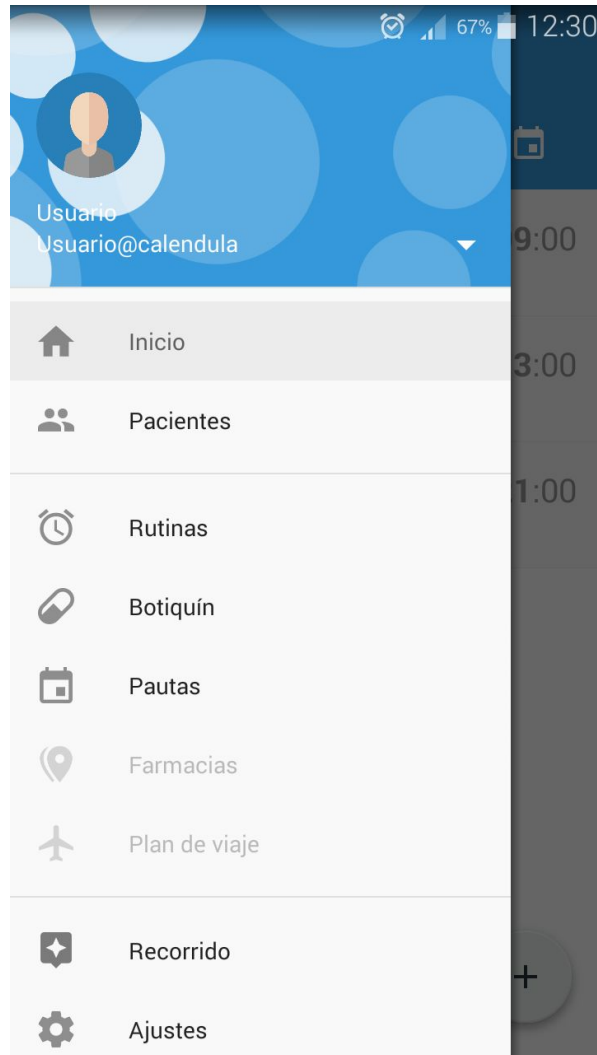 67% 12:30
Usuario
Usuario@calendula
9:00
Inicio
3:00
Pacientes
1:00
Rutinas
Botiquín
Pautas
Farmacias
Plan de viaje
Recorrido
+
Ajustes